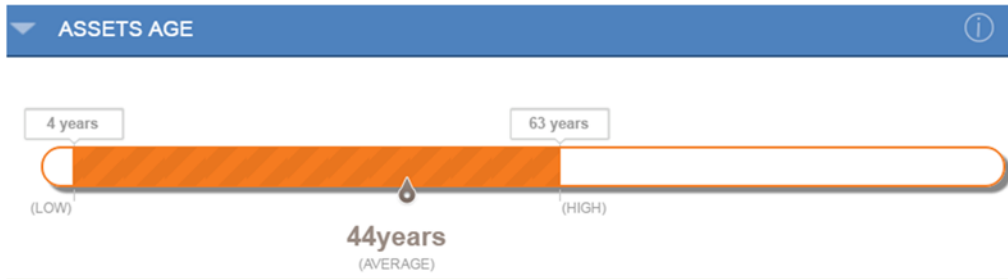 ASSETS AGE
4 years
63 years
(LOW)
(HIGH)
44years
(AVERAGE)